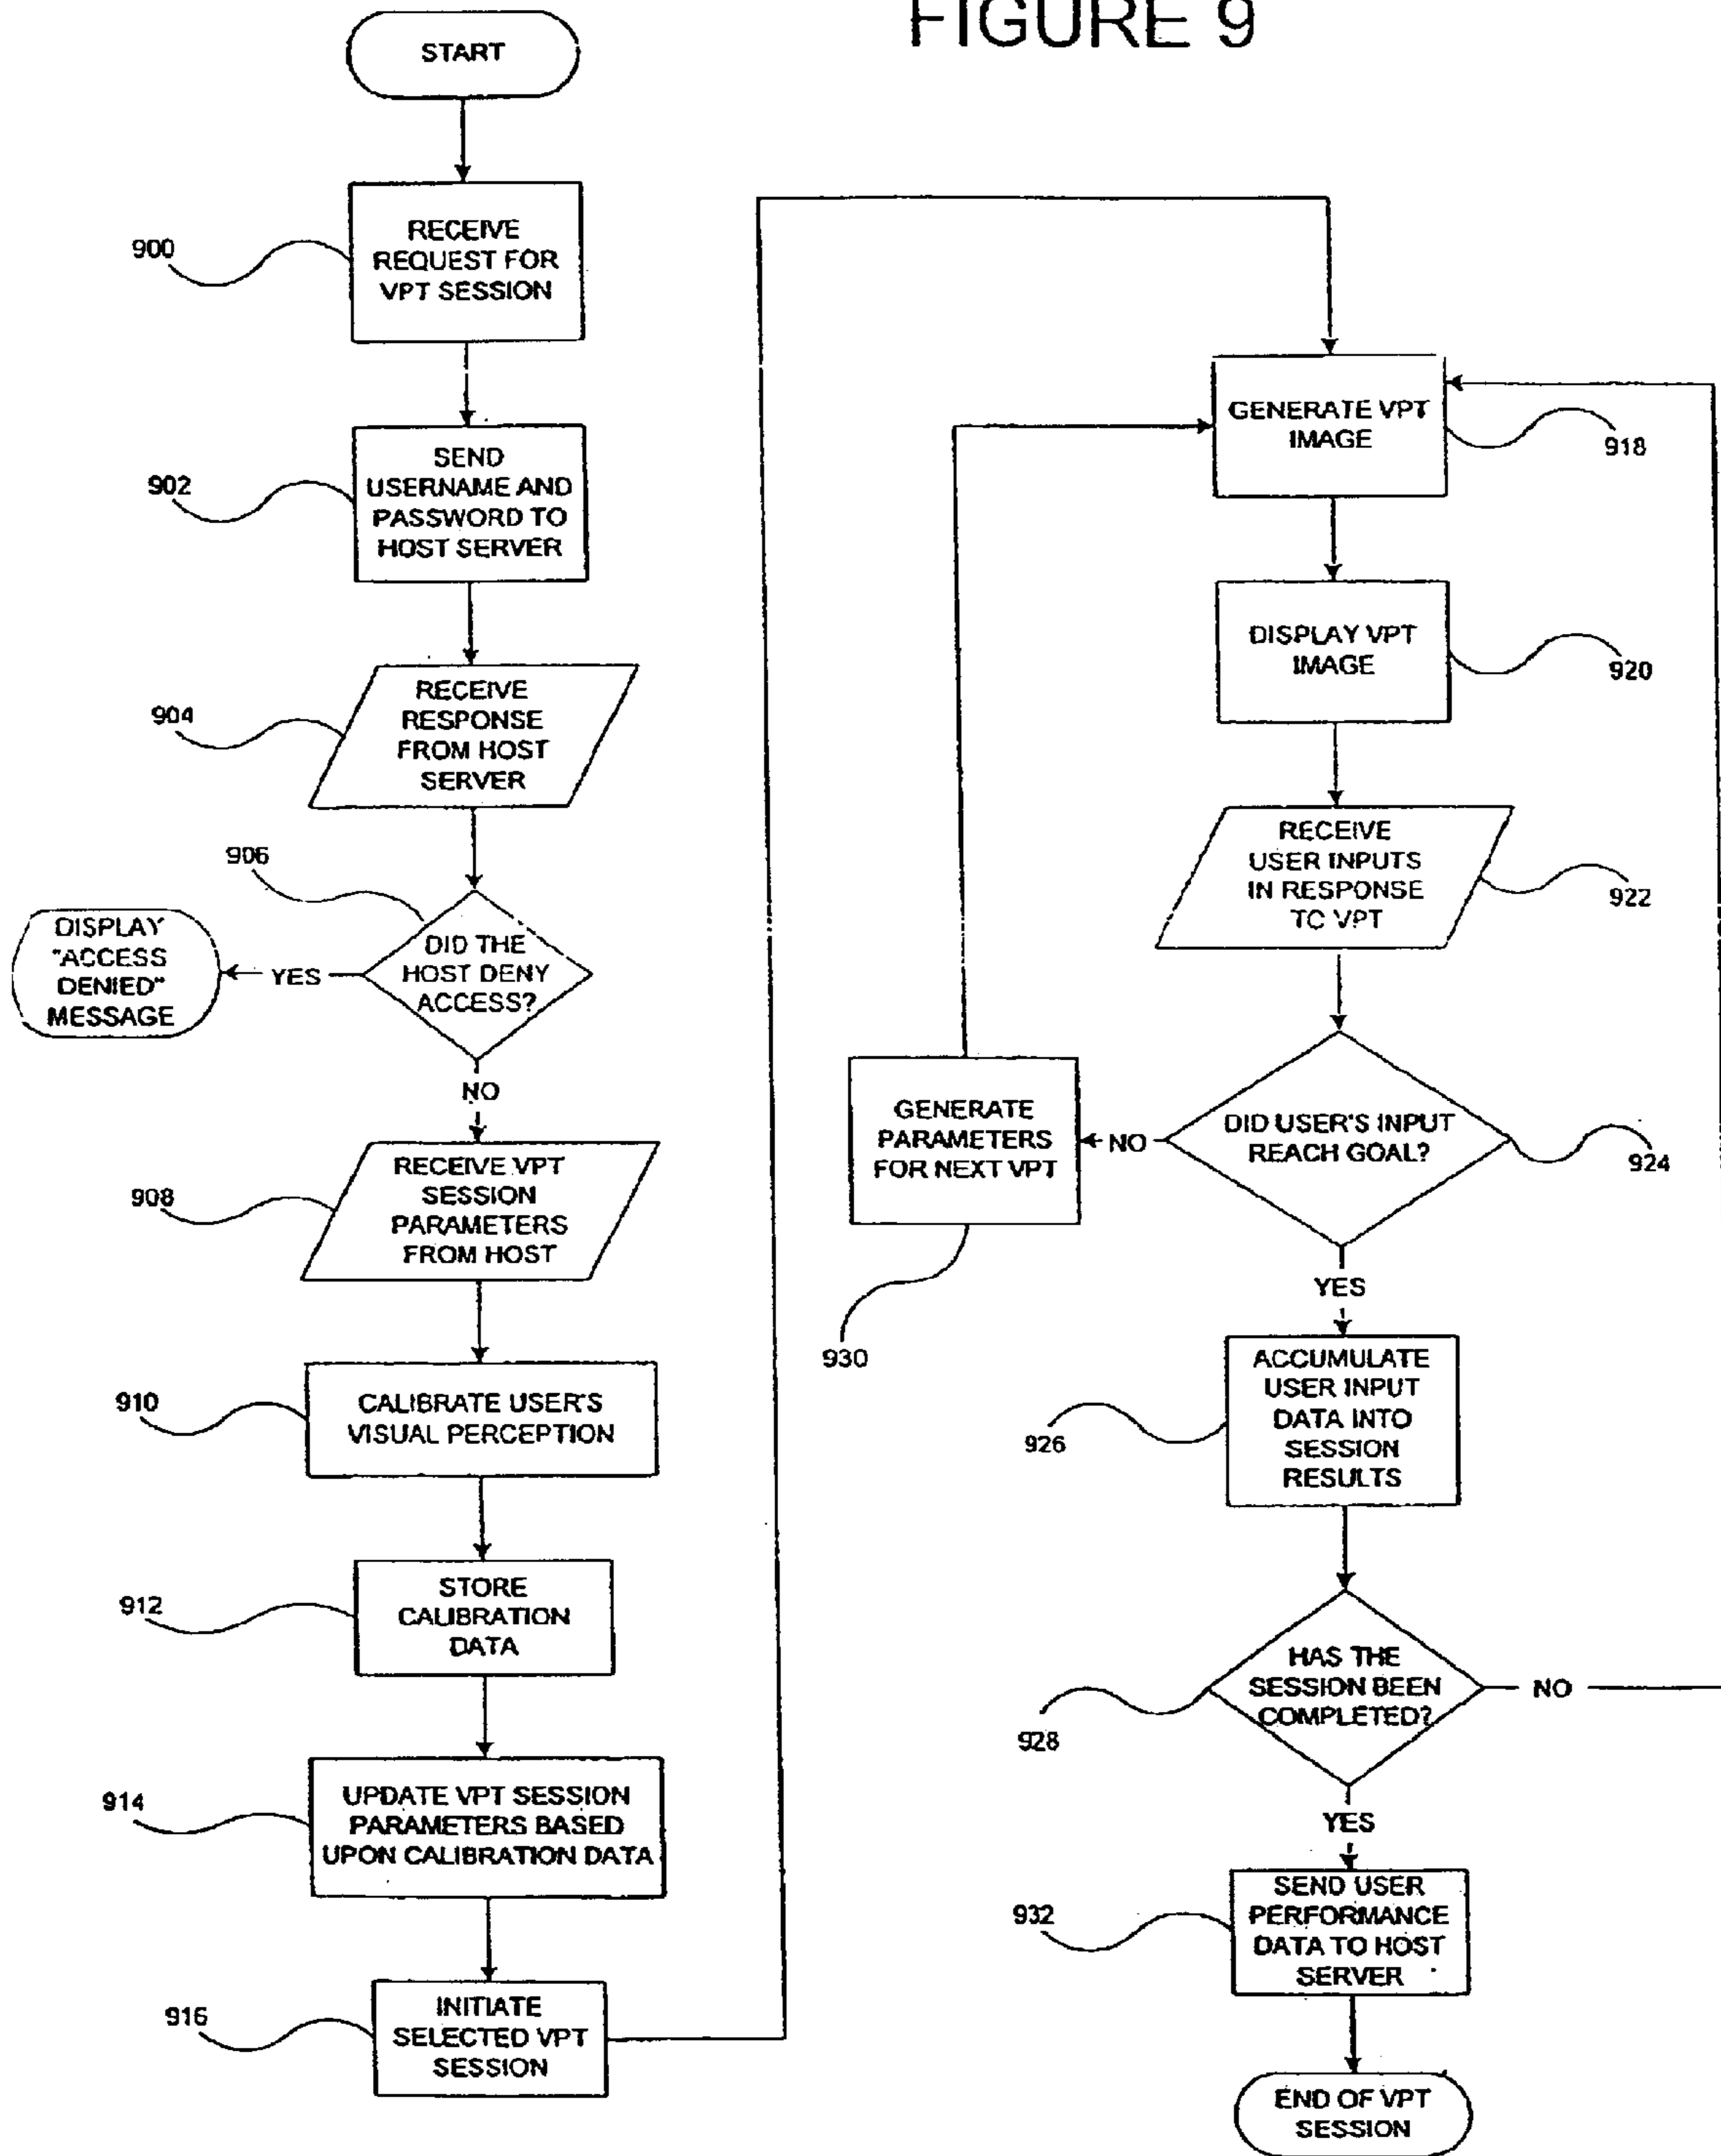 FIGURE 9
START
900
RECEIVE
REQUEST FOR
VPT SESSION
902
SEND
USERNAME AND
PASSWORD TO
HOST SERVER
904
RECEIVE
RESPONSE
FROM HOST
SERVER
906
DID THE
HOST DENY
ACCESS?
YES
DISPLAY
"ACCESS
DENIED"
MESSAGE
NO
908
RECEIVE VPT
SESSION
PARAMETERS
FROM HOST
910
CALIBRATE USER'S
VISUAL PERCEPTION
912
STORE
CALIBRATION
DATA
914
UPDATE VPT SESSION
PARAMETERS BASED
UPON CALIBRATION DATA
916
INITIATE
SELECTED VPT
SESSION
GENERATE VPT
IMAGE
918
DISPLAY VPT
IMAGE
920
RECEIVE
USER INPUTS
IN RESPONSE
TO VPT
922
DID USER'S INPUT
REACH GOAL?
924
NO
GENERATE
PARAMETERS
FOR NEXT VPT
930
YES
926
ACCUMULATE
USER INPUT
DATA INTO
SESSION
RESULTS
928
HAS THE
SESSION BEEN
COMPLETED?
NO
YES
932
SEND USER
PERFORMANCE
DATA TO HOST
SERVER
END OF VPT
SESSION